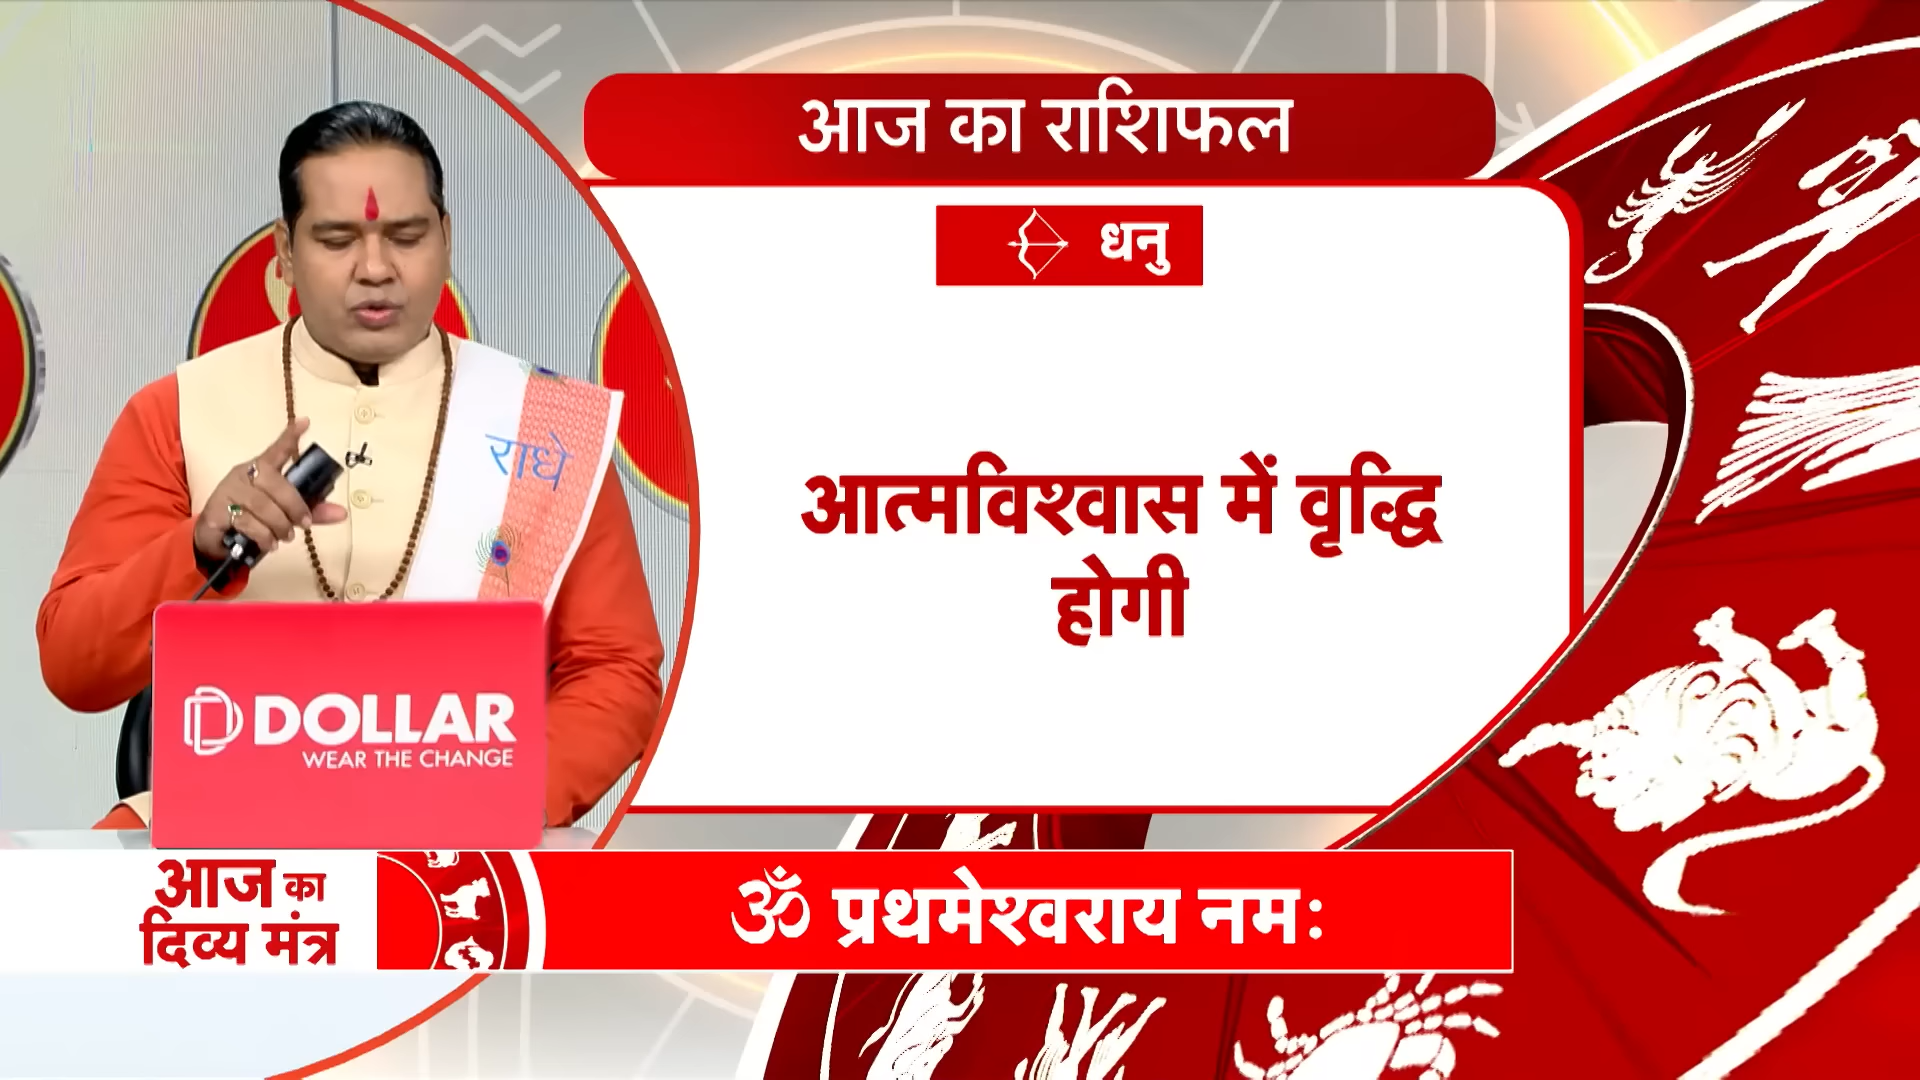 आज का राशिफल
धनु
आत्मविश्वास में वृद्धि
होगी
राधे
DOLLAR
WEAR THE CHANGE
आज का
दिव्य मंत्र
ॐ प्रथमेश्वराय नमः